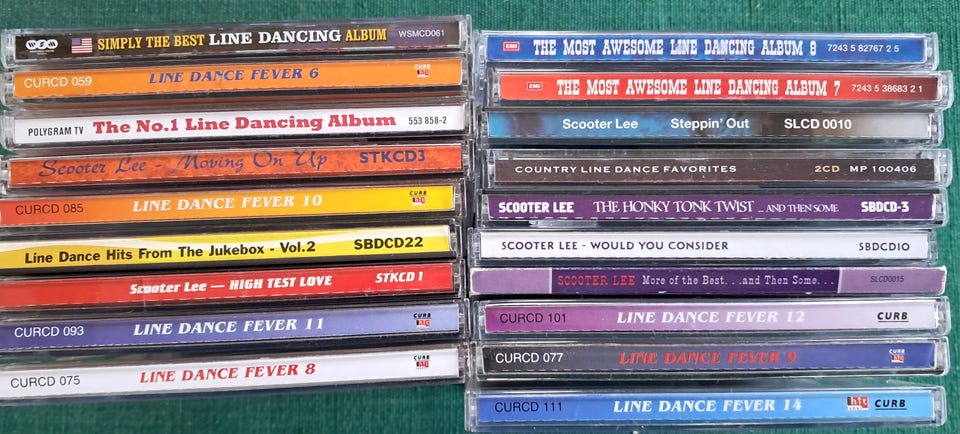 SIMPLY THE BEST LINE DANCING ALBUM WSMCD061
CURCD 059 LINE DANCE FEVER 6 CURB
POLYGRAM TV The No.1 Line Dancing Album 553 858-2
Scooter Lee - Moving On Up STKCD3
CURCD 085 LINE DANCE FEVER 10 CURB
Line Dance Hits From The Jukebox - Vol.2 SBDCD22
Scooter Lee — HIGH TEST LOVE STKCD 1
CURCD 093 LINE DANCE FEVER 11 CURB
CURCD 075 LINE DANCE FEVER 8 CURB
EMI THE MOST AWESOME LINE DANCING ALBUM 8 7243 5 82767 2 5
EMI THE MOST AWESOME LINE DANCING ALBUM 7 7243 5 38683 2 1
Scooter Lee Steppin' Out SLCD 0010
COUNTRY LINE DANCE FAVORITES 2CD MP 100406
SCOOTER LEE THE HONKY TONK TWIST ...AND THEN SOME SBDCD-3
SCOOTER LEE - WOULD YOU CONSIDER SBDCD10
SCOOTER LEE More of the Best. . .and Then Some. . . SLCD0015
CURCD 101 LINE DANCE FEVER 12 CURB
CURCD 077 LINE DANCE FEVER 9 CURB
CURCD 111 LINE DANCE FEVER 14 htc CURB